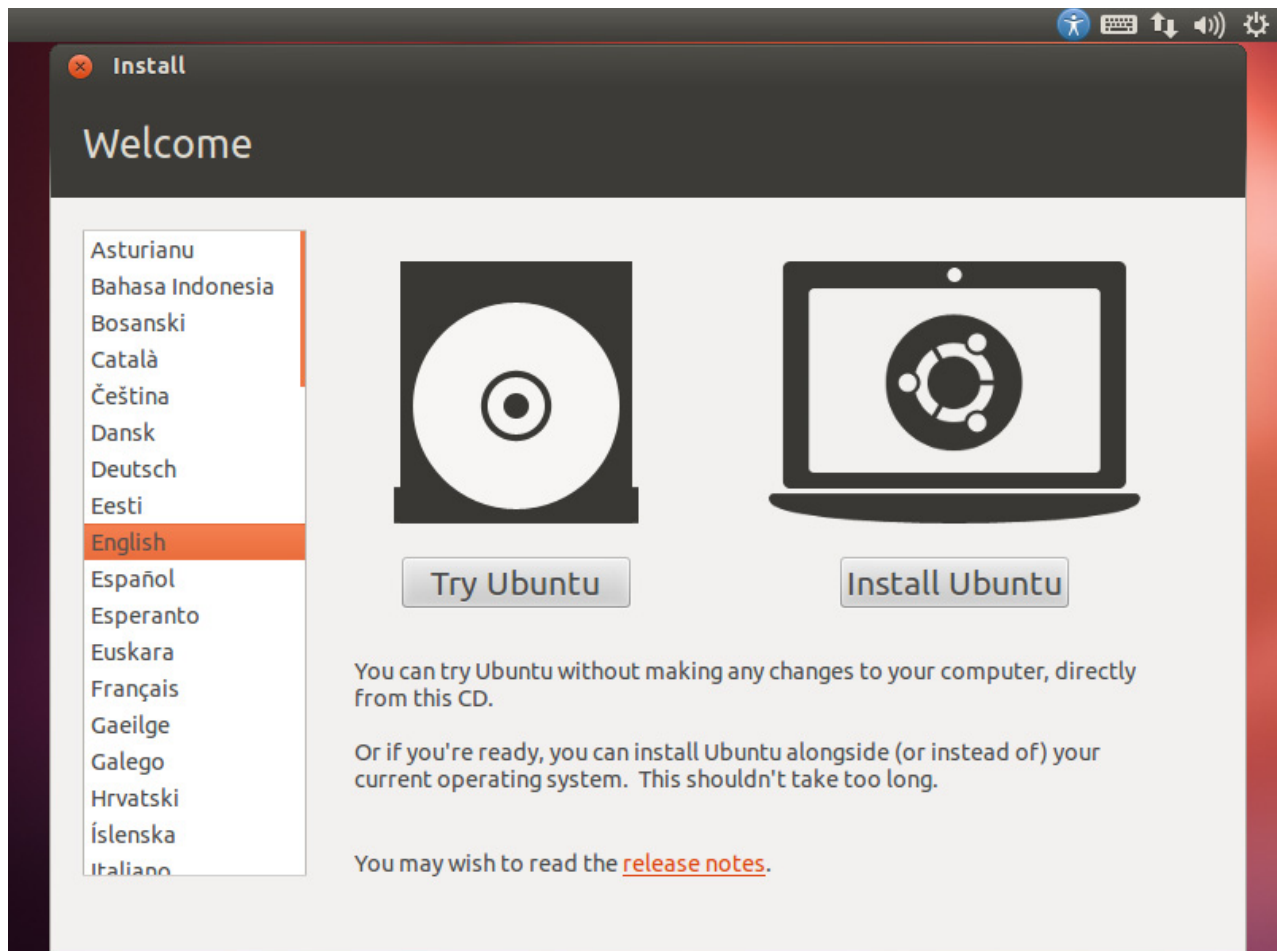 Install
Welcome
Asturianu
Bahasa Indonesia
Bosanski
Català
Čeština
Dansk
Deutsch
Eesti
English
Español
Esperanto
Euskara
Français
Gaeilge
Galego
Hrvatski
Íslenska
Italiano
Try Ubuntu
Install Ubuntu
You can try Ubuntu without making any changes to your computer, directly
from this CD.
Or if you're ready, you can install Ubuntu alongside (or instead of) your
current operating system. This shouldn't take too long.
You may wish to read the release notes.